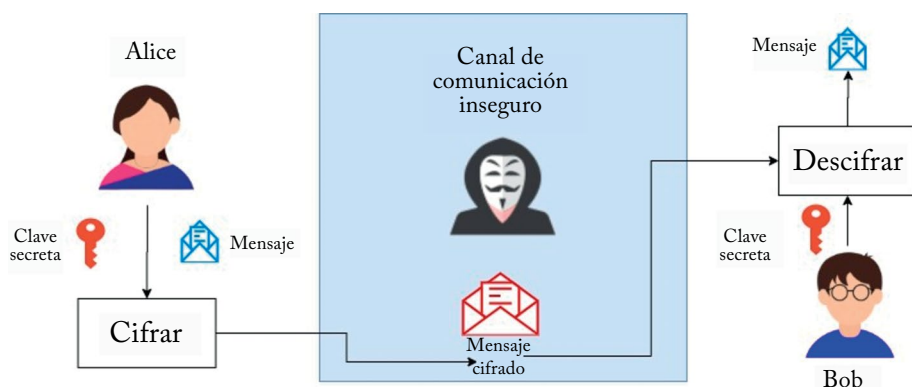 Alice
Clave
secreta
Mensaje
Cifrar
Canal de
comunicación
inseguro
Mensaje
cifrado
Mensaje
Descifrar
Clave
secreta
Bob